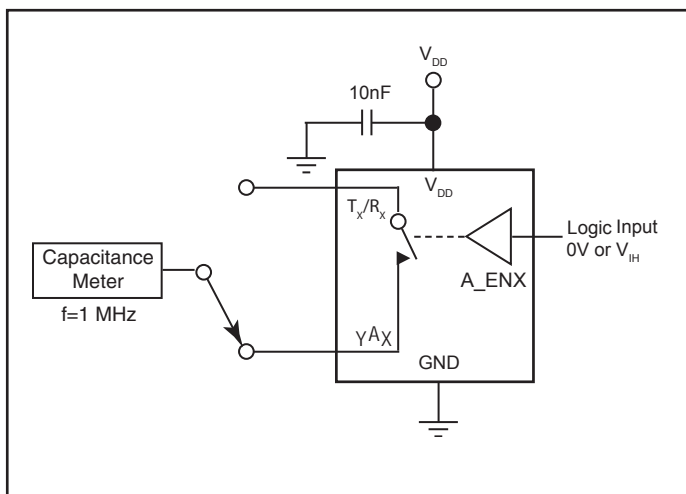 V_DD
10nF
V_DD
T_X/R_X
Logic Input
0V or V_IH
A_ENX
Capacitance
Meter
f=1 MHz
YAX
GND